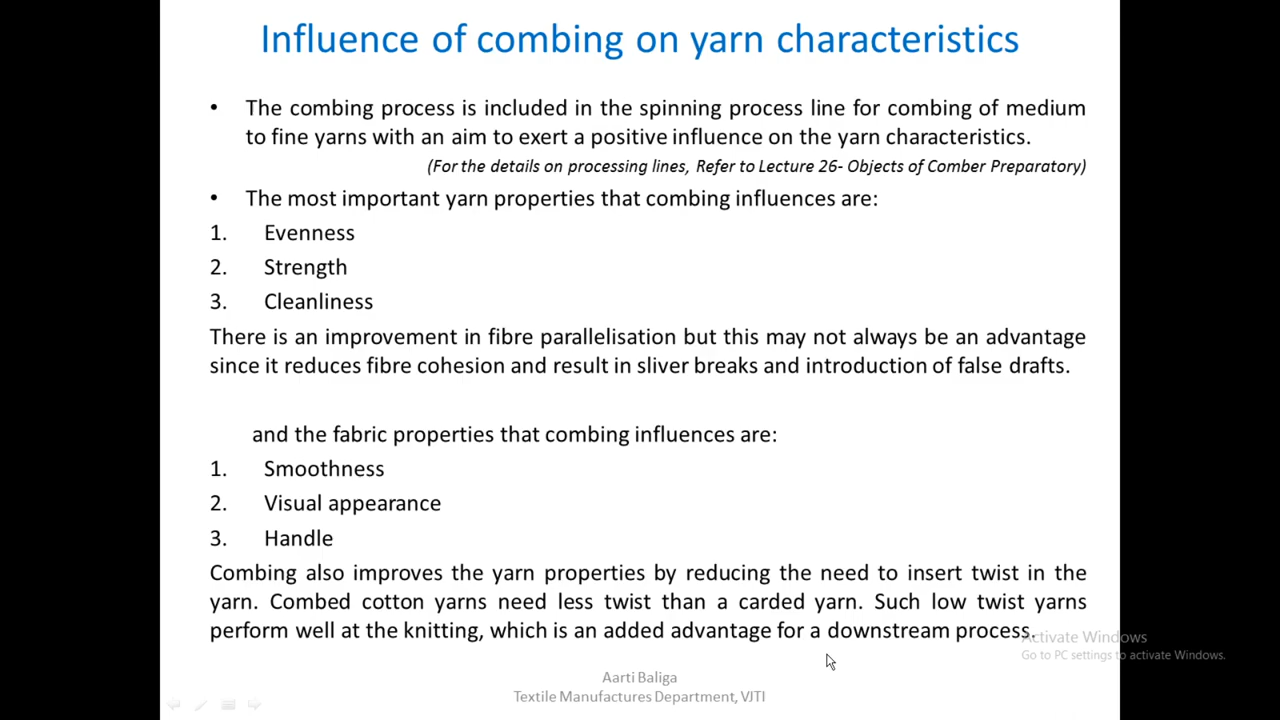 Influence of combing on yarn characteristics
• The combing process is included in the spinning process line for combing of medium
to fine yarns with an aim to exert a positive influence on the yarn characteristics.
(For the details on processing lines, Refer to Lecture 26- Objects of Comber Preparatory)
• The most important yarn properties that combing influences are:
1. Evenness
2. Strength
3. Cleanliness
There is an improvement in fibre parallelisation but this may not always be an advantage
since it reduces fibre cohesion and result in sliver breaks and introduction of false drafts.
and the fabric properties that combing influences are:
1. Smoothness
2. Visual appearance
3. Handle
Combing also improves the yarn properties by reducing the need to insert twist in the
yarn. Combed cotton yarns need less twist than a carded yarn. Such low twist yarns
perform well at the knitting, which is an added advantage for a downstream process.
Activate Windows
Go to PC settings to activate Windows.
Aarti Baliga
Textile Manufactures Department, VJTI